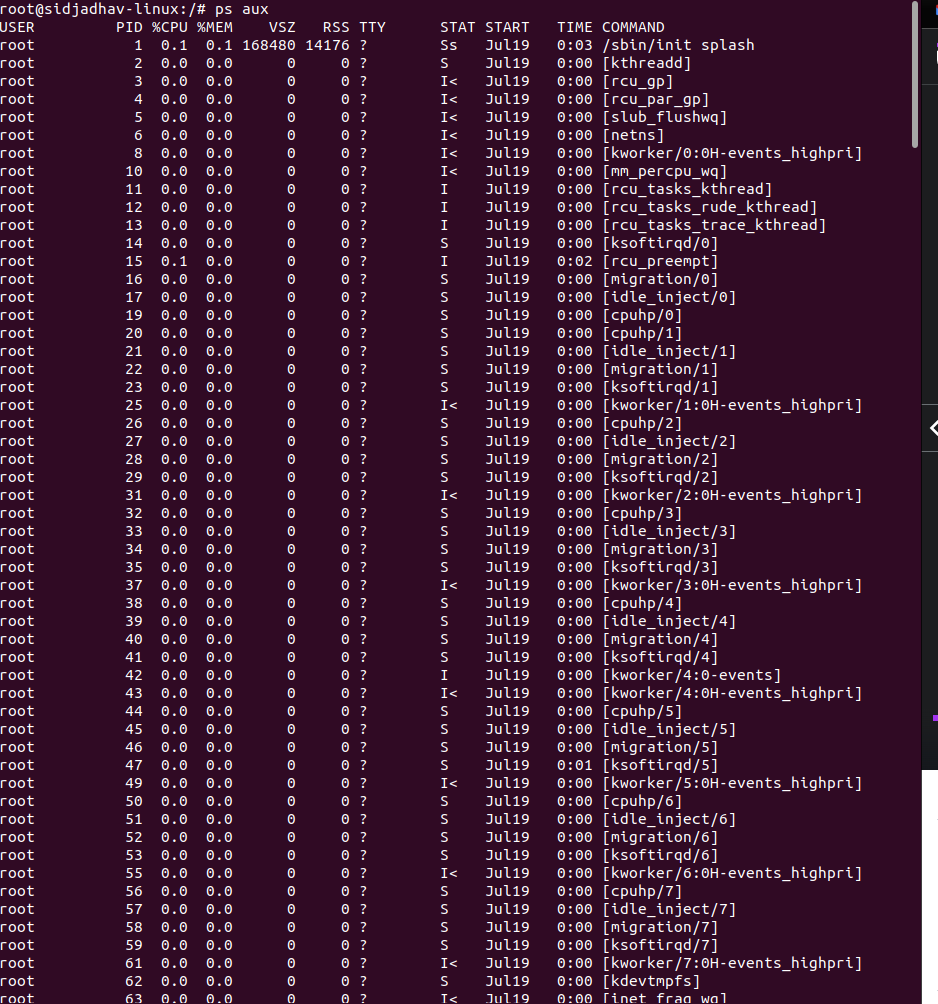 root@sidjadhav-linux:/# ps aux
USER PID %CPU %MEM VSZ RSS TTY STAT START TIME COMMAND
root 1 0.1 0.1 168480 14176 ? Ss Jul19 0:03 /sbin/init splash
root 2 0.0 0.0 0 0 ? S Jul19 0:00 [kthreadd]
root 3 0.0 0.0 0 0 ? I< Jul19 0:00 [rcu_gp]
root 4 0.0 0.0 0 0 ? I< Jul19 0:00 [rcu_par_gp]
root 5 0.0 0.0 0 0 ? I< Jul19 0:00 [slub_flushwq]
root 6 0.0 0.0 0 0 ? I< Jul19 0:00 [netns]
root 8 0.0 0.0 0 0 ? I< Jul19 0:00 [kworker/0:0H-events_highpri]
root 10 0.0 0.0 0 0 ? I< Jul19 0:00 [mm_percpu_wq]
root 11 0.0 0.0 0 0 ? I Jul19 0:00 [rcu_tasks_kthread]
root 12 0.0 0.0 0 0 ? I Jul19 0:00 [rcu_tasks_rude_kthread]
root 13 0.0 0.0 0 0 ? I Jul19 0:00 [rcu_tasks_trace_kthread]
root 14 0.0 0.0 0 0 ? S Jul19 0:00 [ksoftirqd/0]
root 15 0.1 0.0 0 0 ? I Jul19 0:02 [rcu_preempt]
root 16 0.0 0.0 0 0 ? S Jul19 0:00 [migration/0]
root 17 0.0 0.0 0 0 ? S Jul19 0:00 [idle_inject/0]
root 19 0.0 0.0 0 0 ? S Jul19 0:00 [cpuhp/0]
root 20 0.0 0.0 0 0 ? S Jul19 0:00 [cpuhp/1]
root 21 0.0 0.0 0 0 ? S Jul19 0:00 [idle_inject/1]
root 22 0.0 0.0 0 0 ? S Jul19 0:00 [migration/1]
root 23 0.0 0.0 0 0 ? S Jul19 0:00 [ksoftirqd/1]
root 25 0.0 0.0 0 0 ? I< Jul19 0:00 [kworker/1:0H-events_highpri]
root 26 0.0 0.0 0 0 ? S Jul19 0:00 [cpuhp/2]
root 27 0.0 0.0 0 0 ? S Jul19 0:00 [idle_inject/2]
root 28 0.0 0.0 0 0 ? S Jul19 0:00 [migration/2]
root 29 0.0 0.0 0 0 ? S Jul19 0:00 [ksoftirqd/2]
root 31 0.0 0.0 0 0 ? I< Jul19 0:00 [kworker/2:0H-events_highpri]
root 32 0.0 0.0 0 0 ? S Jul19 0:00 [cpuhp/3]
root 33 0.0 0.0 0 0 ? S Jul19 0:00 [idle_inject/3]
root 34 0.0 0.0 0 0 ? S Jul19 0:00 [migration/3]
root 35 0.0 0.0 0 0 ? S Jul19 0:00 [ksoftirqd/3]
root 37 0.0 0.0 0 0 ? I< Jul19 0:00 [kworker/3:0H-events_highpri]
root 38 0.0 0.0 0 0 ? S Jul19 0:00 [cpuhp/4]
root 39 0.0 0.0 0 0 ? S Jul19 0:00 [idle_inject/4]
root 40 0.0 0.0 0 0 ? S Jul19 0:00 [migration/4]
root 41 0.0 0.0 0 0 ? S Jul19 0:00 [ksoftirqd/4]
root 42 0.0 0.0 0 0 ? I Jul19 0:00 [kworker/4:0-events]
root 43 0.0 0.0 0 0 ? I< Jul19 0:00 [kworker/4:0H-events_highpri]
root 44 0.0 0.0 0 0 ? S Jul19 0:00 [cpuhp/5]
root 45 0.0 0.0 0 0 ? S Jul19 0:00 [idle_inject/5]
root 46 0.0 0.0 0 0 ? S Jul19 0:00 [migration/5]
root 47 0.0 0.0 0 0 ? S Jul19 0:01 [ksoftirqd/5]
root 49 0.0 0.0 0 0 ? I< Jul19 0:00 [kworker/5:0H-events_highpri]
root 50 0.0 0.0 0 0 ? S Jul19 0:00 [cpuhp/6]
root 51 0.0 0.0 0 0 ? S Jul19 0:00 [idle_inject/6]
root 52 0.0 0.0 0 0 ? S Jul19 0:00 [migration/6]
root 53 0.0 0.0 0 0 ? S Jul19 0:00 [ksoftirqd/6]
root 55 0.0 0.0 0 0 ? I< Jul19 0:00 [kworker/6:0H-events_highpri]
root 56 0.0 0.0 0 0 ? S Jul19 0:00 [cpuhp/7]
root 57 0.0 0.0 0 0 ? S Jul19 0:00 [idle_inject/7]
root 58 0.0 0.0 0 0 ? S Jul19 0:00 [migration/7]
root 59 0.0 0.0 0 0 ? S Jul19 0:00 [ksoftirqd/7]
root 61 0.0 0.0 0 0 ? I< Jul19 0:00 [kworker/7:0H-events_highpri]
root 62 0.0 0.0 0 0 ? S Jul19 0:00 [kdevtmpfs]
root 63 0.0 0.0 0 0 ? I< Jul19 0:00 [inet_frag_wq]